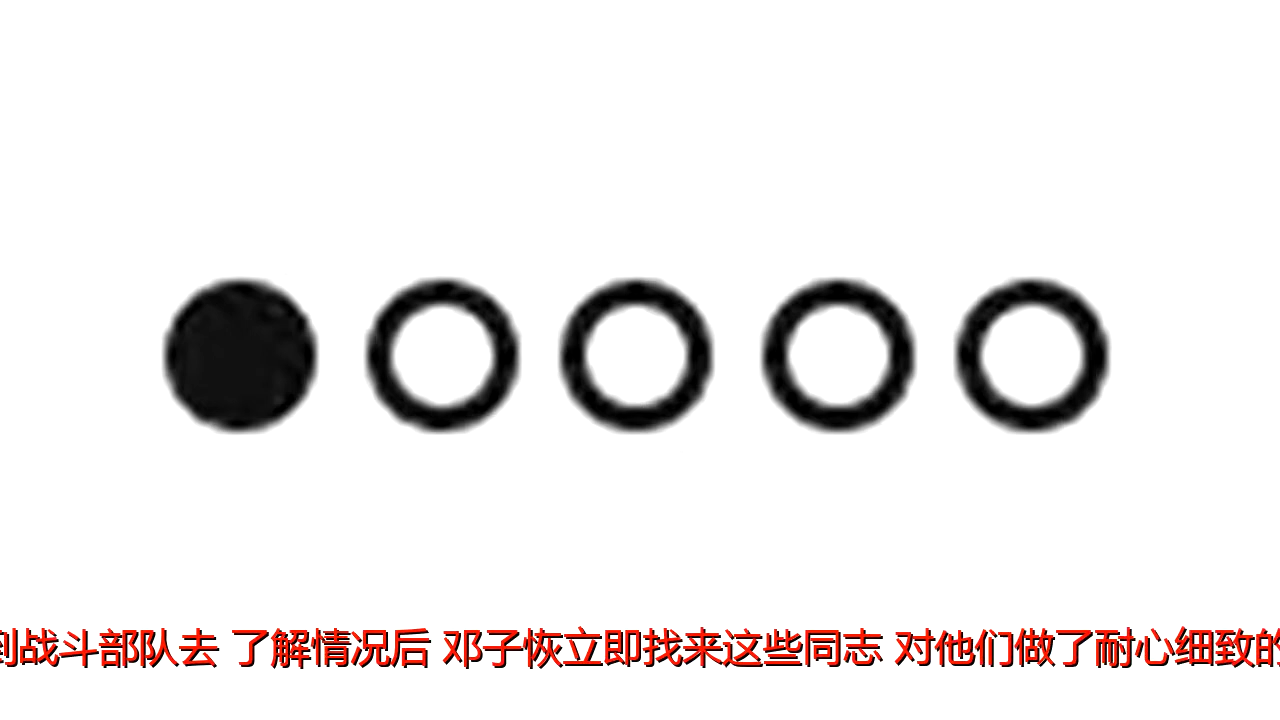 到战斗部队去 了解情况后 邓子恢立即找来这些同志 对他们做了耐心细致的